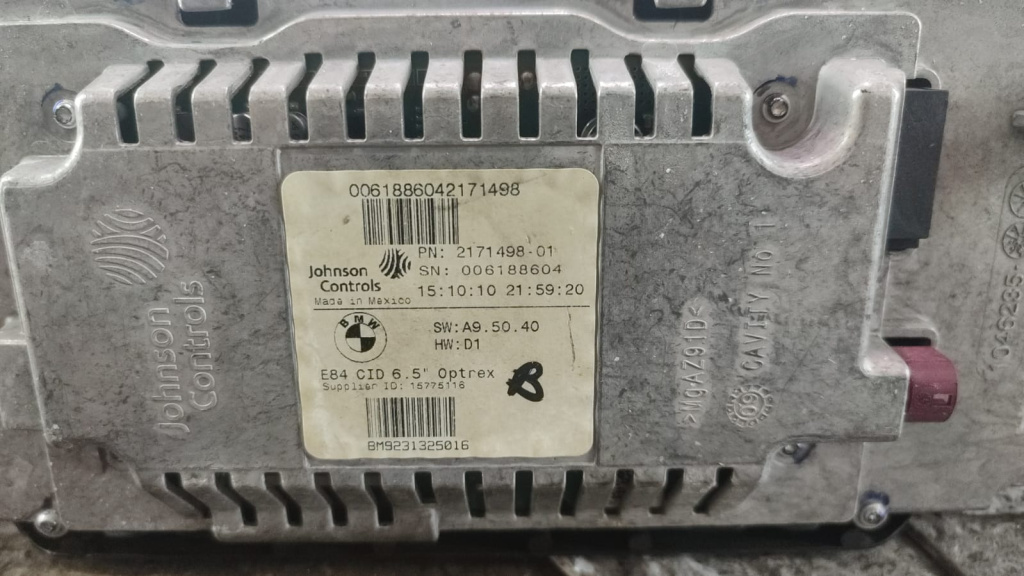 0061886042171498
PN: 2171498-01
Johnson Controls
SN: 006188604
Made in Mexico
15:10:10 21:59:20
BMW
SW:A9.50.40
HW:D1
E84 CID 6.5" Optrex
Supplier ID: 15775116
B
BM9231325016
Johnson
Controls
>MgAZ91D<
CAVITY NO 1
09